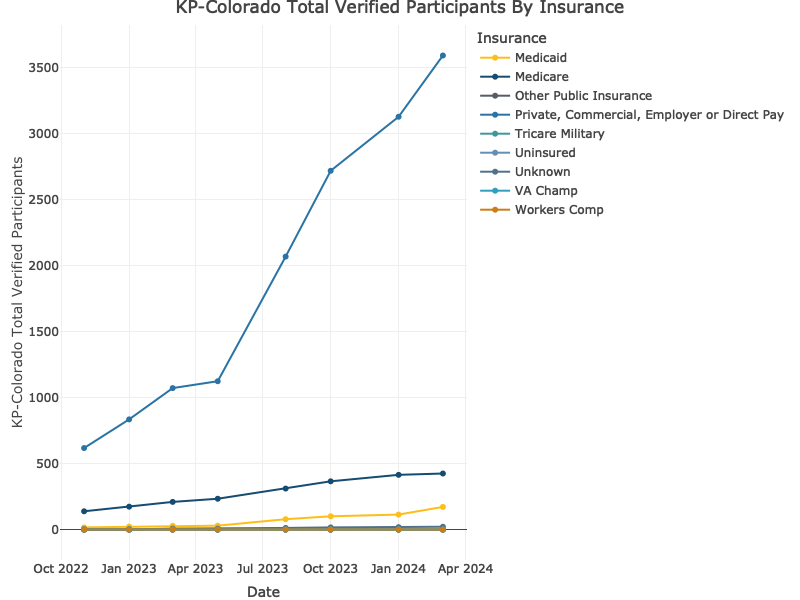 KP-Colorado Total Verified Participants By Insurance
Insurance
Medicaid
Medicare
Other Public Insurance
Private, Commercial, Employer or Direct Pay
Tricare Military
Uninsured
Unknown
VA Champ
Workers Comp
KP-Colorado Total Verified Participants
3500
3000
2500
2000
1500
1000
500
0
Oct 2022 Jan 2023 Apr 2023 Jul 2023 Oct 2023 Jan 2024 Apr 2024
Date